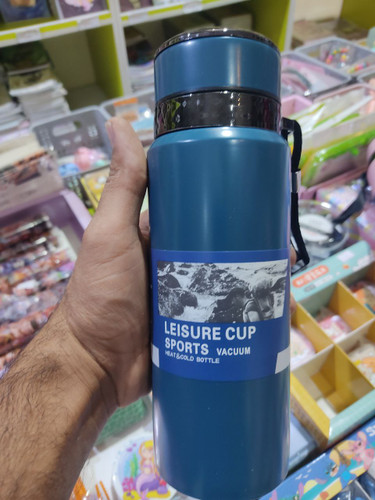 LEISURE CUP
SPORTS VACUUM
HEAT&COLD BOTTLE